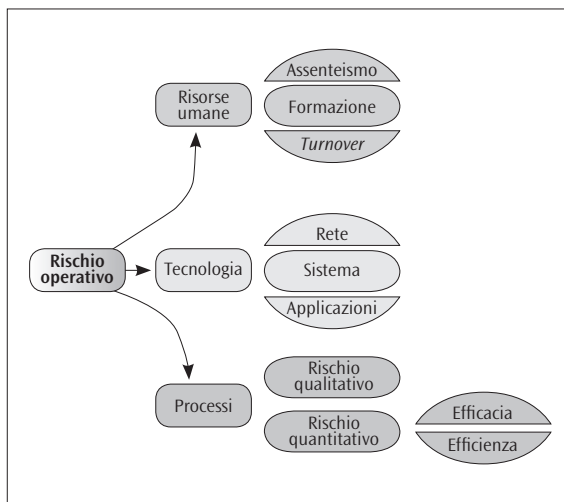 Assenteismo
Risorse
umane
Formazione
Turnover
Rete
Rischio
operativo
Tecnologia
Sistema
Applicazioni
Rischio
qualitativo
Processi
Rischio
quantitativo
Efficacia
Efficienza